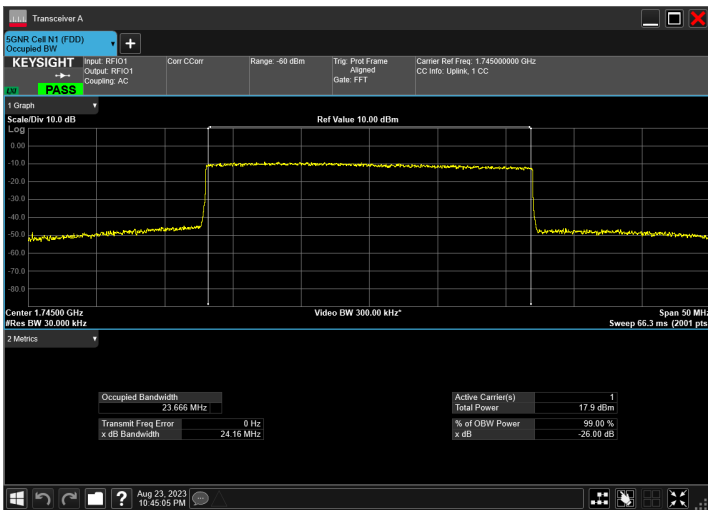 Transceiver A
5GNR Cell N1 (FDD)
Occupied BW
KEYSIGHT
PASS
Input: RFIO1
Output: RFIO1
Coupling: AC
Corr CCorr
Range: -60 dBm
Trig: Prot Frame
Aligned
Gate: FFT
Carrier Ref Freq: 1.745000000 GHz
CC Info: Uplink, 1 CC
1 Graph
Scale/Div 10.0 dB
Ref Value 10.00 dBm
Log
0.00
-10.0
-20.0
-30.0
-40.0
-50.0
-60.0
-70.0
-80.0
Center 1.74500 GHz
Video BW 300.00 kHz*
Span 50 MHz
#Res BW 30.000 kHz
Sweep 66.3 ms (2001 pts
2 Metrics
Occupied Bandwidth
23.666 MHz
Transmit Freq Error 0 Hz
x dB Bandwidth 24.16 MHz
Active Carrier(s) 1
Total Power 17.9 dBm
% of OBW Power 99.00 %
x dB -26.00 dB
Aug 23, 2023
10:45:05 PM